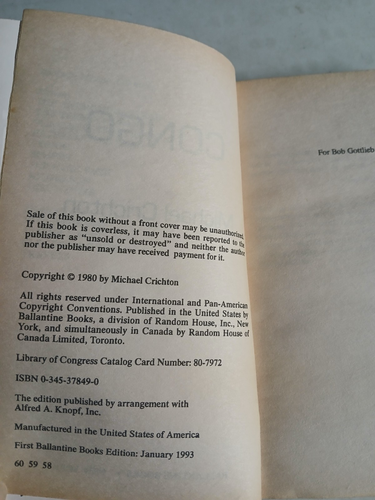 Sale of this book without a front cover may be unauthorized.
If this book is coverless, it may have been reported to the
publisher as "unsold or destroyed" and neither the author
nor the publisher may have received payment for it.
Copyright © 1980 by Michael Crichton
All rights reserved under International and Pan-American
Copyright Conventions. Published in the United States by
Ballantine Books, a division of Random House, Inc., New
York, and simultaneously in Canada by Random House of
Canada Limited, Toronto.
Library of Congress Catalog Card Number: 80-7972
ISBN 0-345-37849-0
The edition published by arrangement with
Alfred A. Knopf, Inc.
Manufactured in the United States of America
First Ballantine Books Edition: January 1993
60 59 58
For Bob Gottlieb